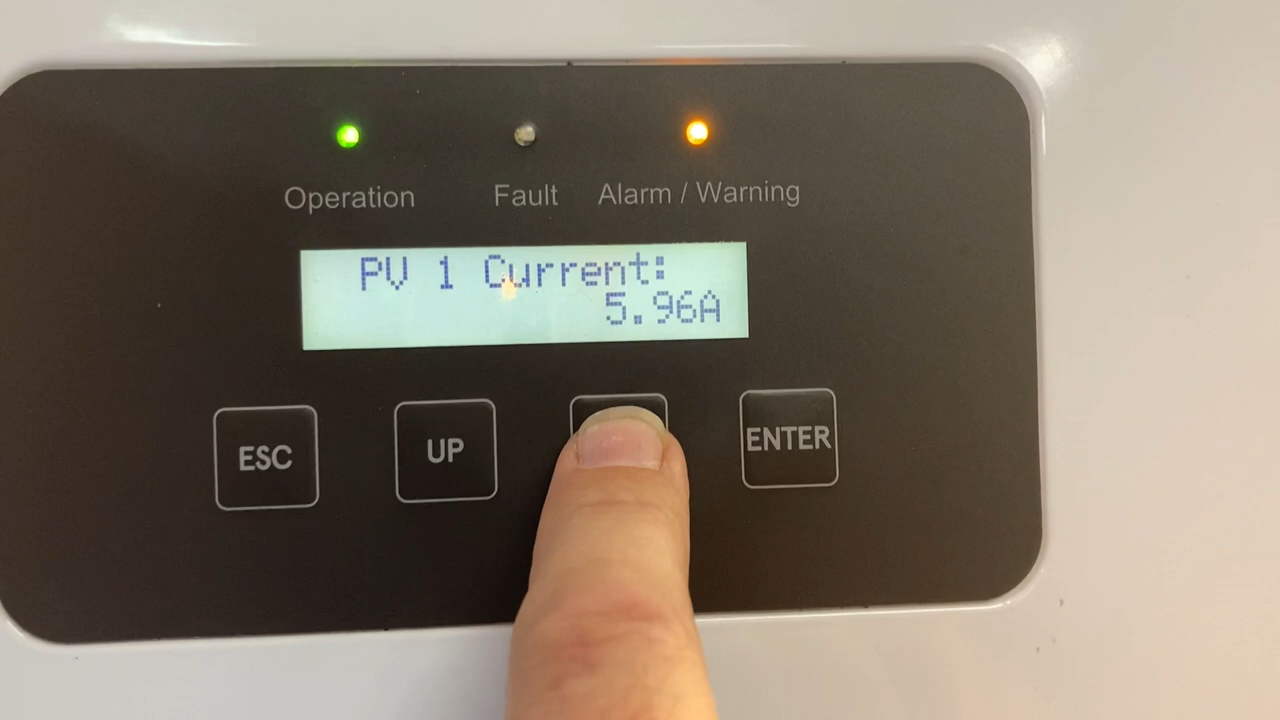 Operation
Fault
Alarm / Warning
PV 1 Current:
5.96A
ESC
UP
ENTER